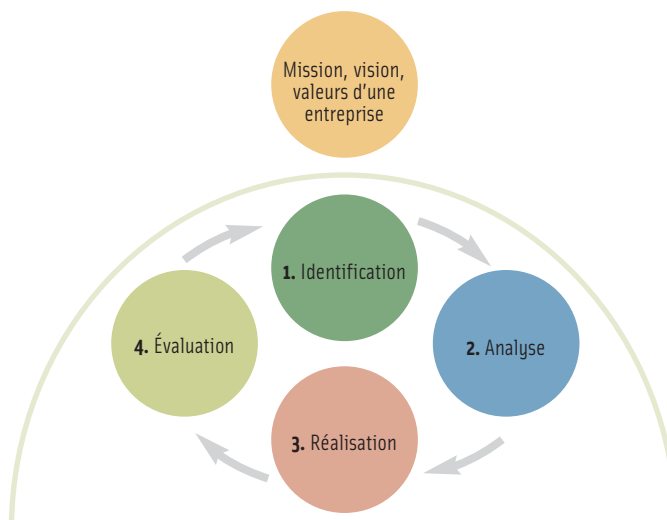 Mission, vision,
valeurs d'une
entreprise
1. Identification
4. Évaluation
2. Analyse
3. Réalisation